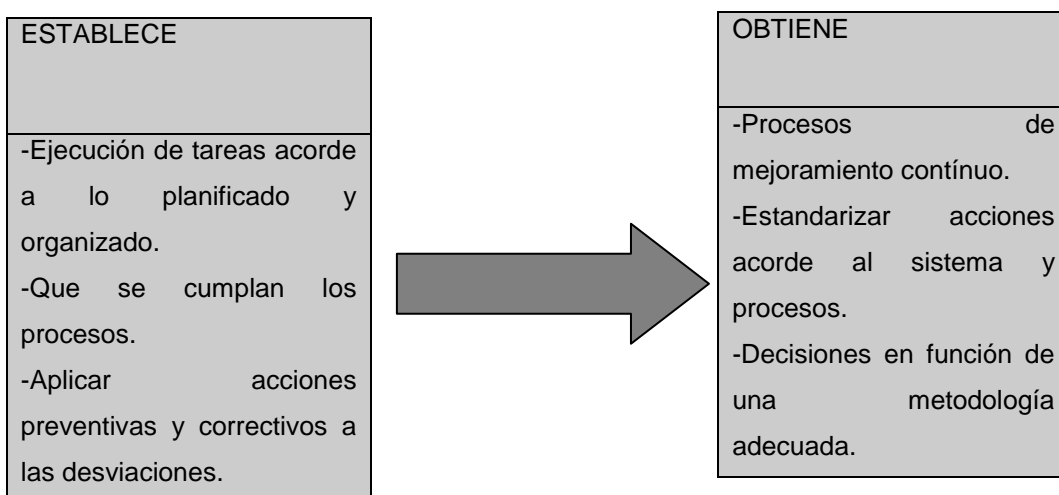 ESTABLECE
-Ejecución de tareas acorde
a lo planificado y
organizado.
-Que se cumplan los
procesos.
-Aplicar acciones
preventivas y correctivos a
las desviaciones.
OBTIENE
-Procesos de
mejoramiento contínuo.
-Estandarizar acciones
acorde al sistema y
procesos.
-Decisiones en función de
una metodología
adecuada.